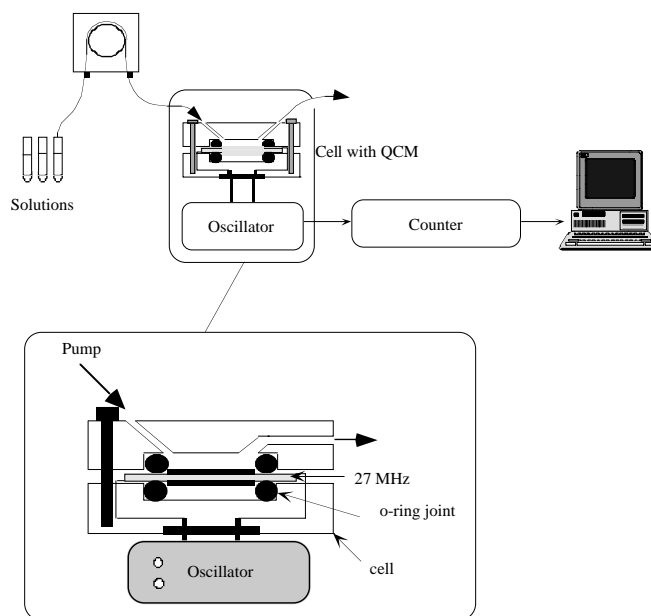 Cell with QCM
Solutions
Oscillator
Counter
Pump
27 MHz
o-ring joint
cell
Oscillator